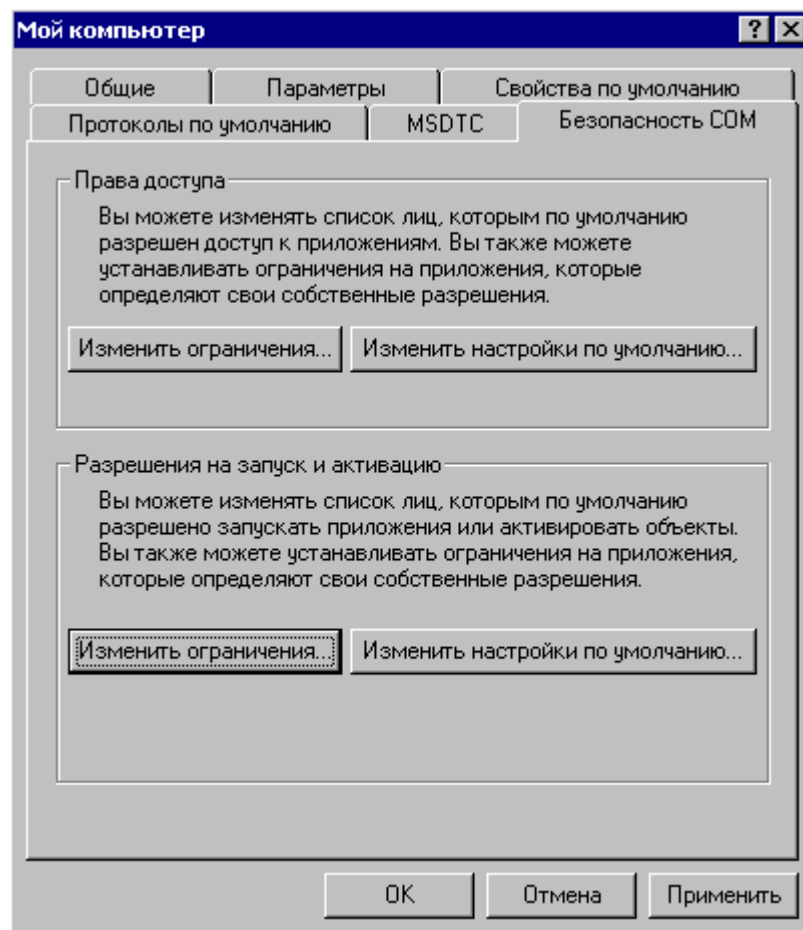 Мой компьютер
Общие
Параметры
Свойства по умолчанию
Протоколы по умолчанию
MSDTC
Безопасность COM
Права доступа
Вы можете изменять список лиц, которым по умолчанию
разрешен доступ к приложениям. Вы также можете
устанавливать ограничения на приложения, которые
определяют свои собственные разрешения.
Изменить ограничения...
Изменить настройки по умолчанию...
Разрешения на запуск и активацию
Вы можете изменять список лиц, которым по умолчанию
разрешено запускать приложения или активировать объекты.
Вы также можете устанавливать ограничения на приложения,
которые определяют свои собственные разрешения.
Изменить ограничения...
Изменить настройки по умолчанию...
OK
Отмена
Применить